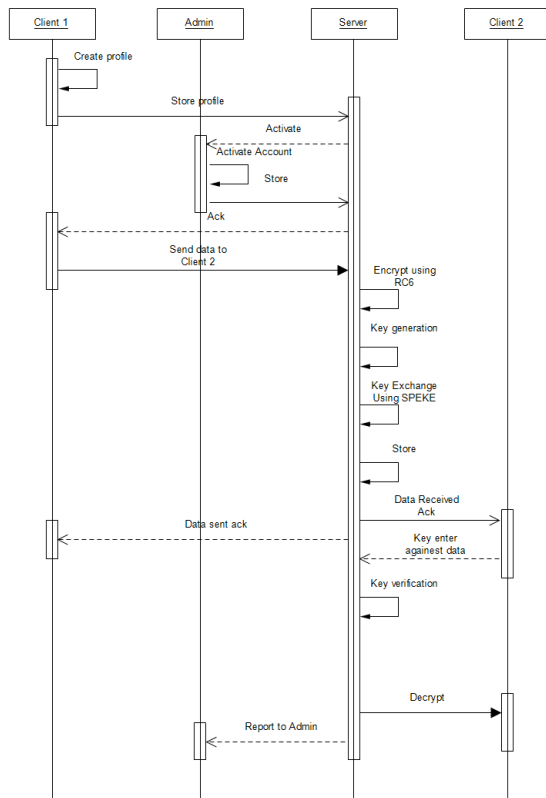 Client 1
Admin
Server
Client 2
Create profile
Store profile
Activate
Activate Account
Store
Ack
Send data to
Client 2
Encrypt using
RC6
Key generation
Key Exchange
Using SPEKE
Store
Data Received
Ack
Data sent ack
Key enter
againest data
Key verification
Decrypt
Report to Admin